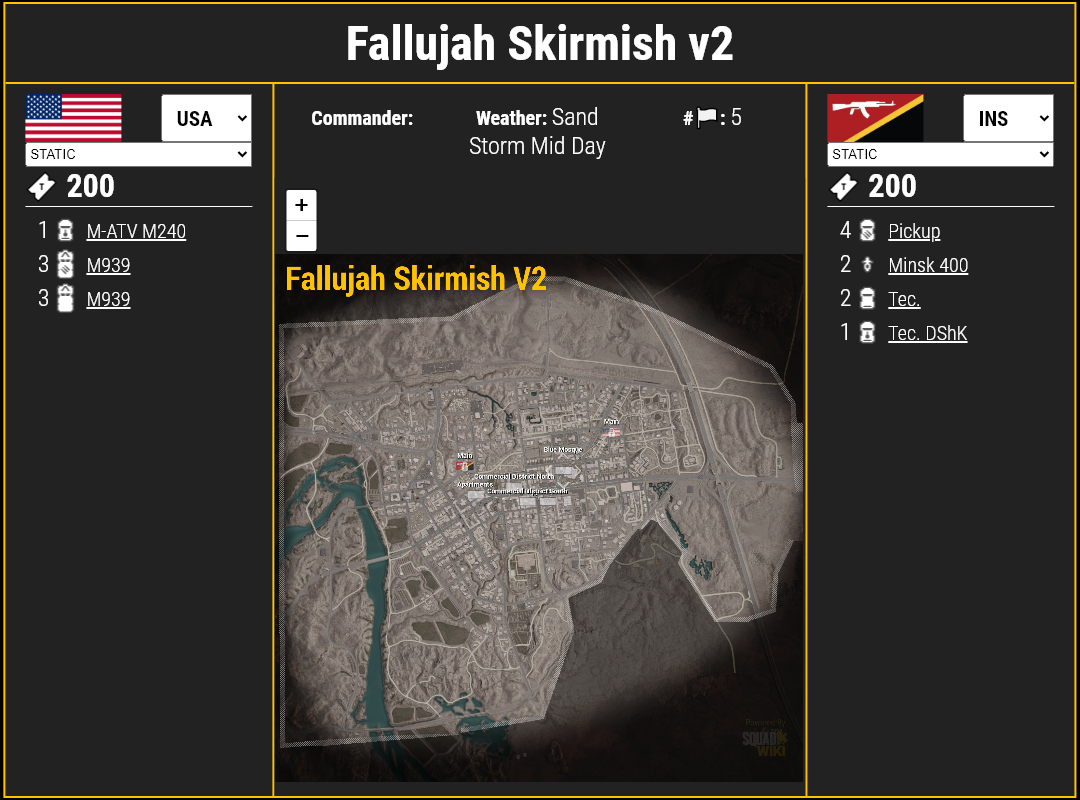 Fallujah Skirmish v2
USA
STATIC
200
1 M-ATV M240
3 M939
3 M939
Commander:
Weather: Sand
Storm Mid Day
# : 5
+
−
Fallujah Skirmish V2
Main
Blue Mosque
Main
Commercial District North
Apartments
Commercial District South
Powered By
SQUAD
WIKI
INS
STATIC
200
4 Pickup
2 Minsk 400
2 Tec.
1 Tec. DShK